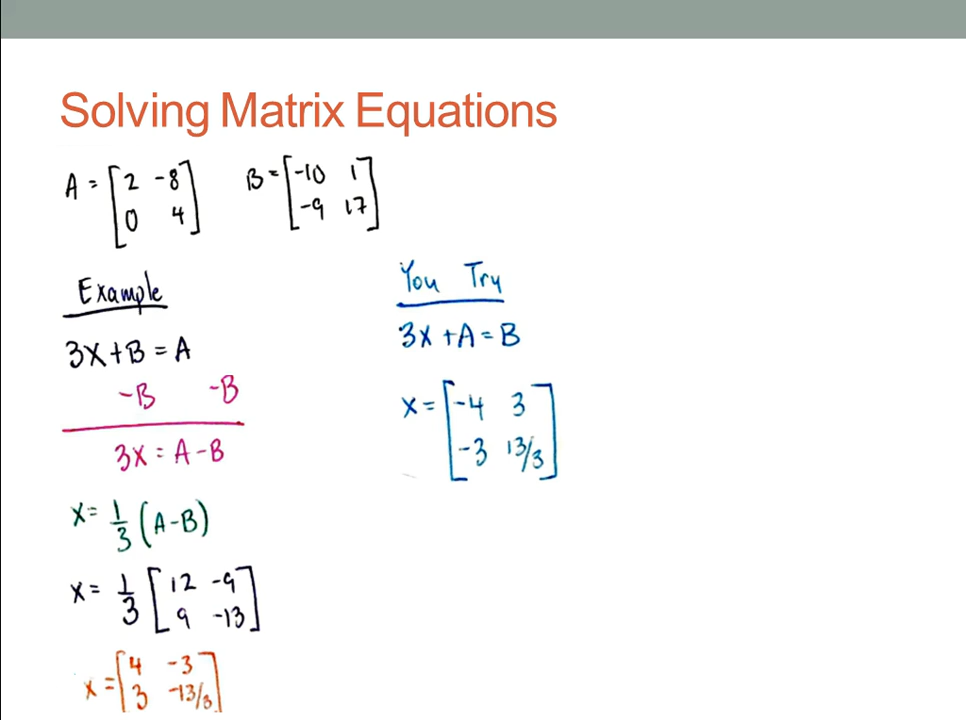 Solving Matrix Equations
A = [2 -8
0 4]
B = [-10 1
-9 17]
Example
3X+B = A
-B -B
3X = A-B
X = 1/3 (A-B)
X = 1/3 [12 -9
9 -13]
X = [4 -3
3 -13/3]
You Try
3X+A = B
X = [-4 3
-3 13/3]